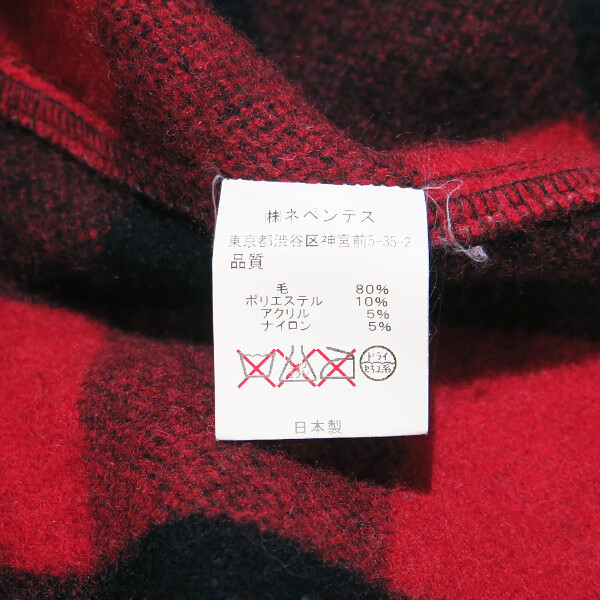 ㈱ネペンテス
東京都渋谷区神宮前5-35-2
品質
毛 80%
ポリエステル 10%
アクリル 5%
ナイロン 5%
ドライ
セキユ系
日本製